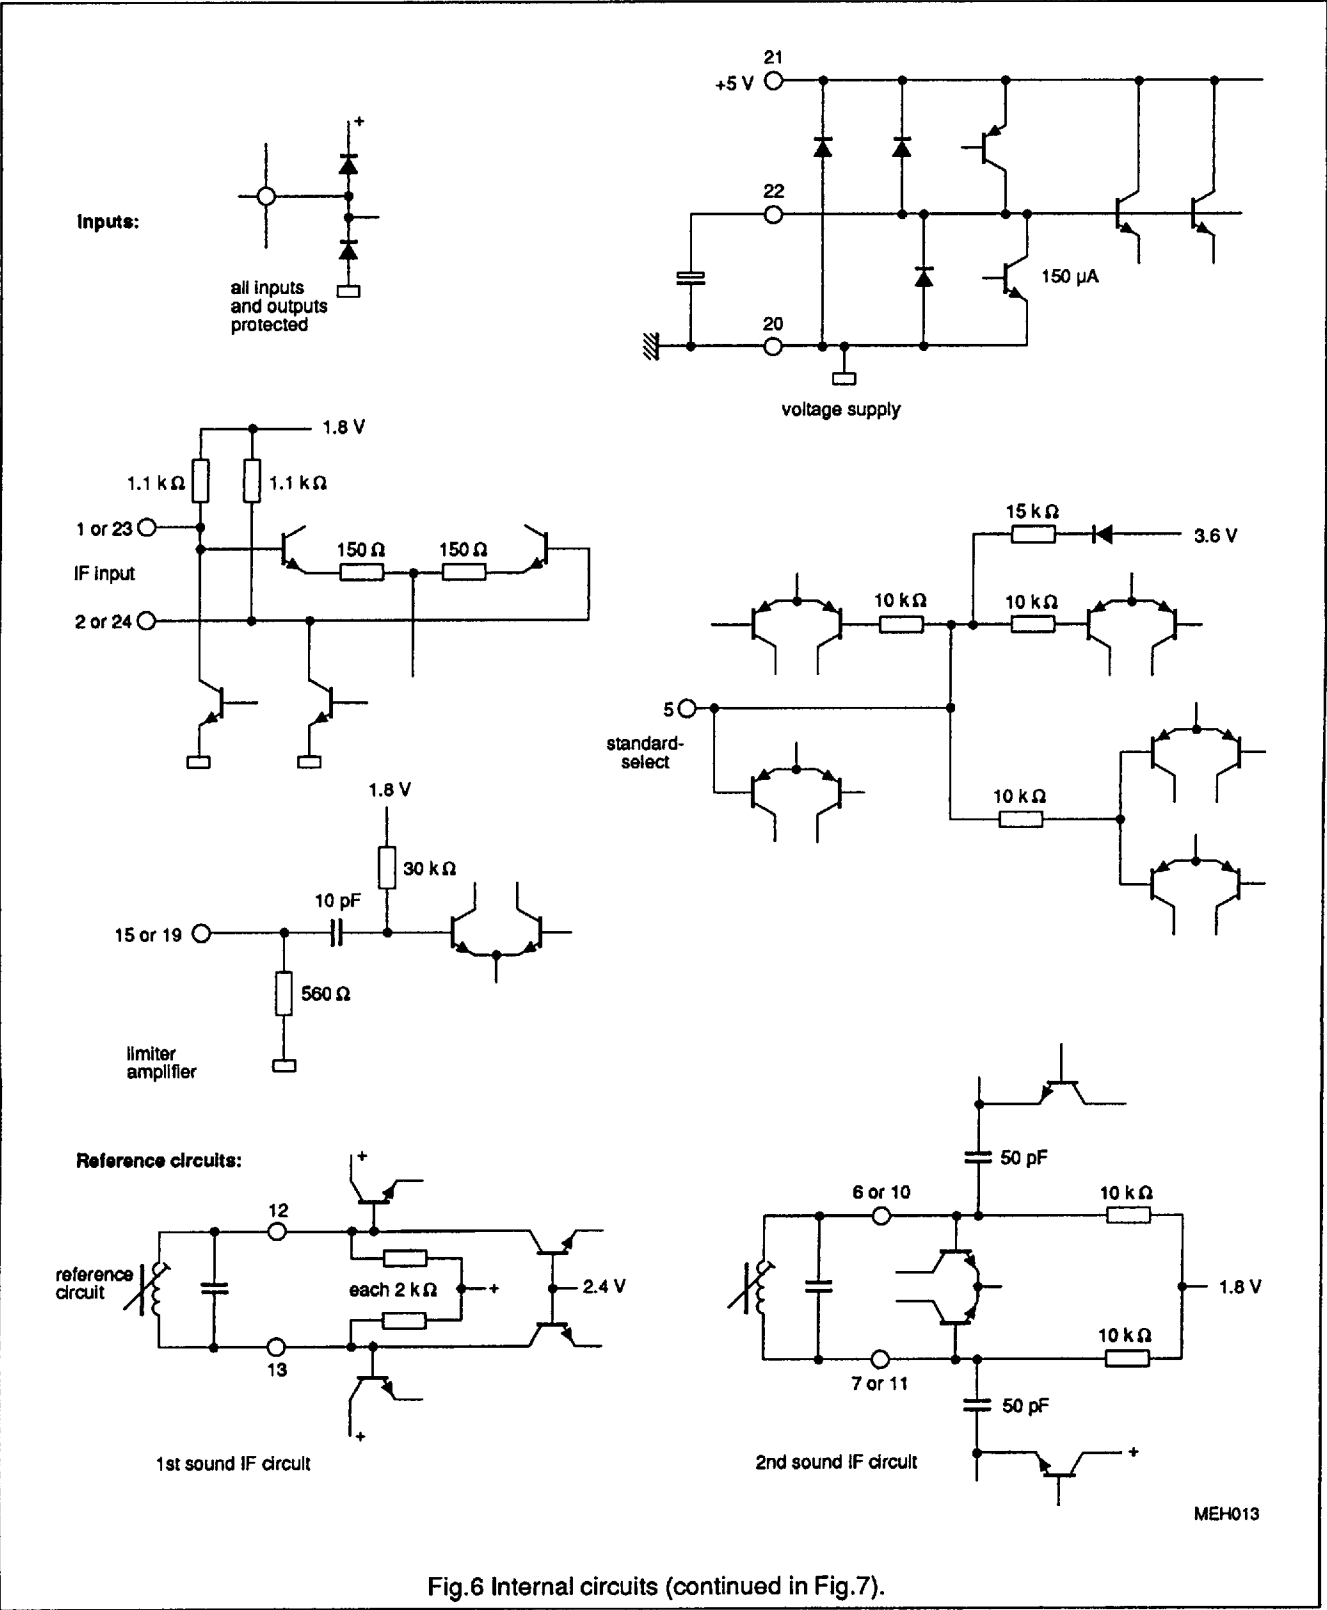 21
+5 V
+
22
Inputs:
150 µA
all inputs
and outputs
protected
20
voltage supply
1.8 V
1.1 kΩ
1.1 kΩ
1 or 23
150 Ω
150 Ω
IF input
2 or 24
15 kΩ
3.6 V
10 kΩ
10 kΩ
5
standard-
select
10 kΩ
1.8 V
30 kΩ
10 pF
15 or 19
560 Ω
limiter
amplifier
Reference circuits:
+
12
reference
circuit
each 2 kΩ
+
2.4 V
13
+
1st sound IF circuit
50 pF
6 or 10
10 kΩ
1.8 V
10 kΩ
7 or 11
50 pF
+
2nd sound IF circuit
MEH013
Fig.6 Internal circuits (continued in Fig.7).